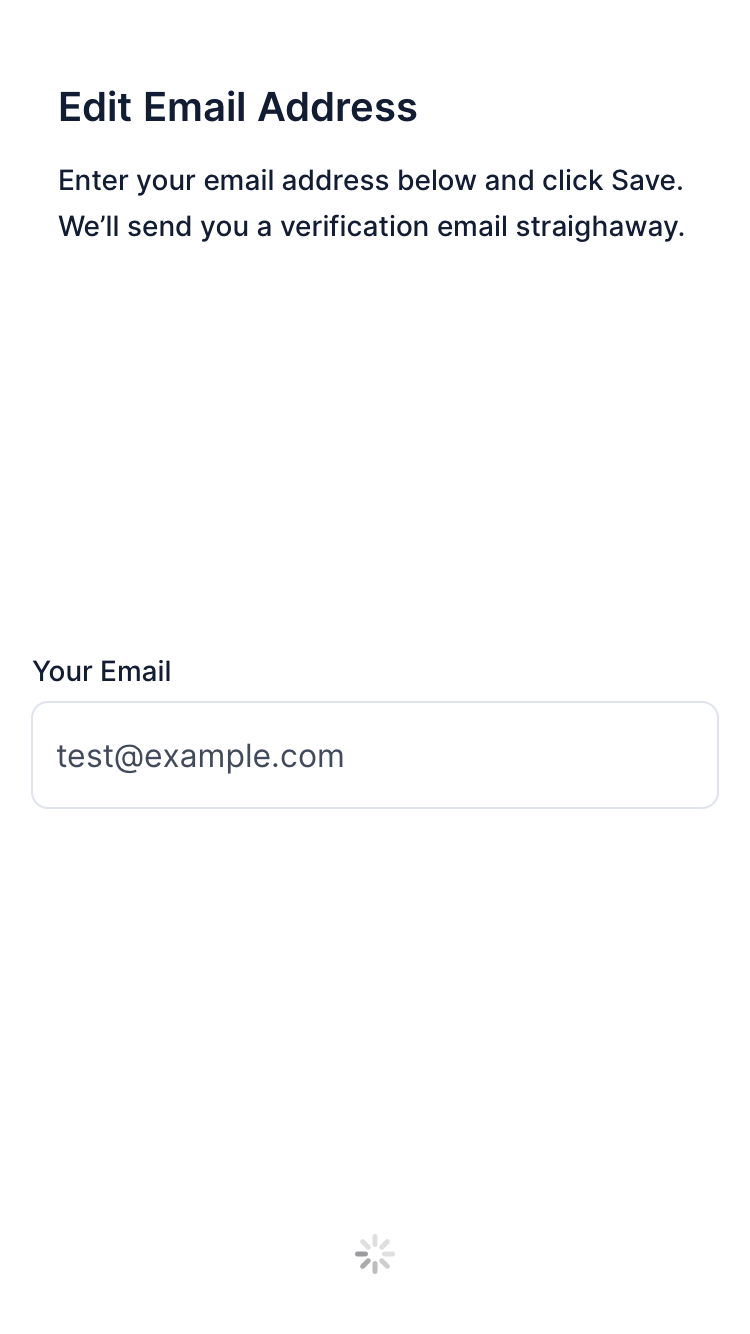 Edit Email Address
Enter your email address below and click Save.
We’ll send you a verification email straighaway.
Your Email
test@example.com